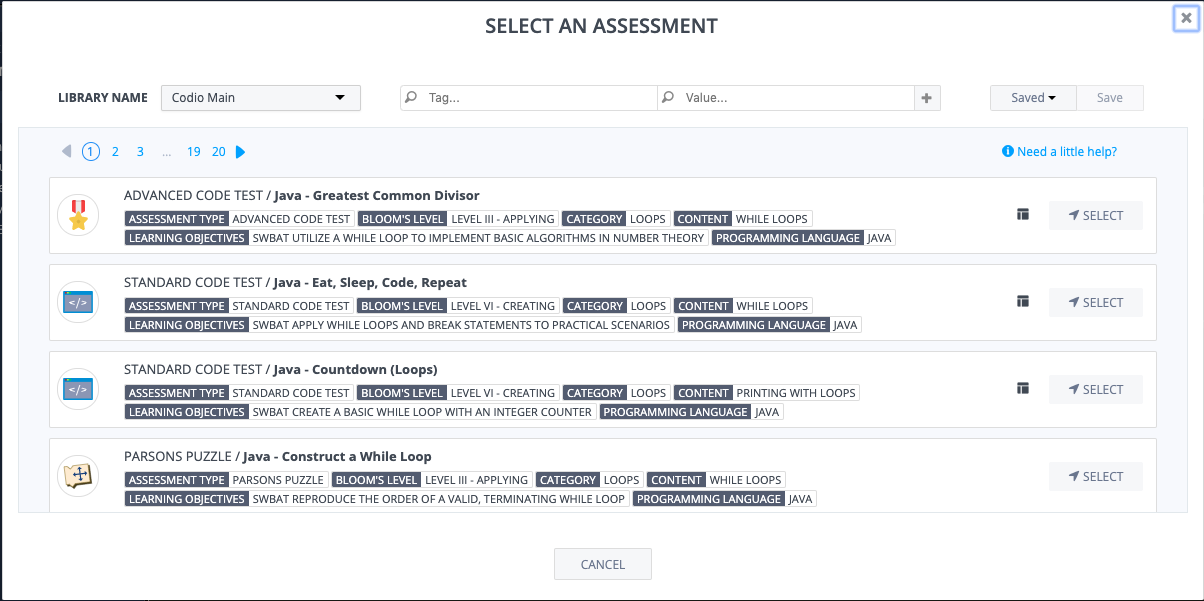 SELECT AN ASSESSMENT
LIBRARY NAME Codio Main Tag... Value... Saved Save
1 2 3 ... 19 20 Need a little help?
ADVANCED CODE TEST / Java - Greatest Common Divisor
ASSESSMENT TYPE ADVANCED CODE TEST BLOOM'S LEVEL LEVEL III - APPLYING CATEGORY LOOPS CONTENT WHILE LOOPS
SELECT
LEARNING OBJECTIVES SWBAT UTILIZE A WHILE LOOP TO IMPLEMENT BASIC ALGORITHMS IN NUMBER THEORY PROGRAMMING LANGUAGE JAVA
STANDARD CODE TEST / Java - Eat, Sleep, Code, Repeat
ASSESSMENT TYPE STANDARD CODE TEST BLOOM'S LEVEL LEVEL VI - CREATING CATEGORY LOOPS CONTENT WHILE LOOPS
SELECT
LEARNING OBJECTIVES SWBAT APPLY WHILE LOOPS AND BREAK STATEMENTS TO PRACTICAL SCENARIOS PROGRAMMING LANGUAGE JAVA
STANDARD CODE TEST / Java - Countdown (Loops)
ASSESSMENT TYPE STANDARD CODE TEST BLOOM'S LEVEL LEVEL VI - CREATING CATEGORY LOOPS CONTENT PRINTING WITH LOOPS
SELECT
LEARNING OBJECTIVES SWBAT CREATE A BASIC WHILE LOOP WITH AN INTEGER COUNTER PROGRAMMING LANGUAGE JAVA
PARSONS PUZZLE / Java - Construct a While Loop
ASSESSMENT TYPE PARSONS PUZZLE BLOOM'S LEVEL LEVEL III - APPLYING CATEGORY LOOPS CONTENT WHILE LOOPS
SELECT
LEARNING OBJECTIVES SWBAT REPRODUCE THE ORDER OF A VALID, TERMINATING WHILE LOOP PROGRAMMING LANGUAGE JAVA
CANCEL